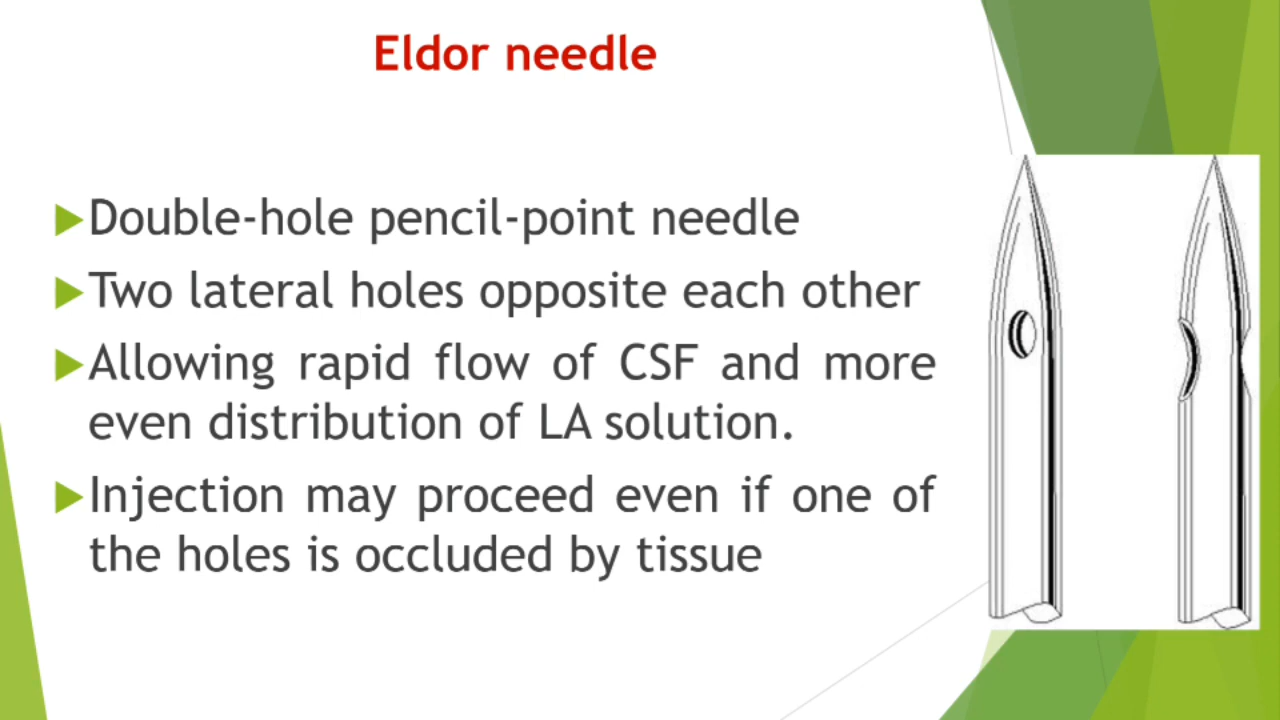 Eldor needle
Double-hole pencil-point needle
Two lateral holes opposite each other
Allowing rapid flow of CSF and more
even distribution of LA solution.
Injection may proceed even if one of
the holes is occluded by tissue